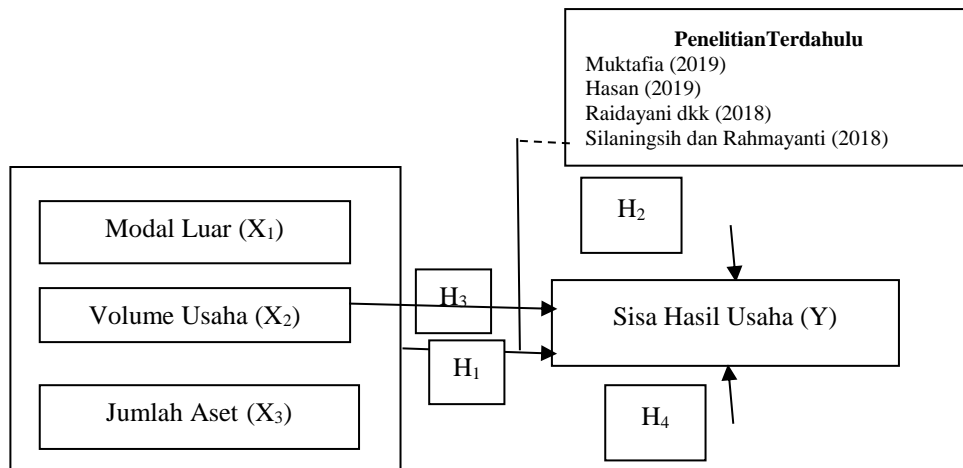 PenelitianTerdahulu
Muktafia (2019)
Hasan (2019)
Raidayani dkk (2018)
Silaningsih dan Rahmayanti (2018)
H₂
Modal Luar (X₁)
H₃
Volume Usaha (X₂)
Sisa Hasil Usaha (Y)
H₁
Jumlah Aset (X₃)
H₄